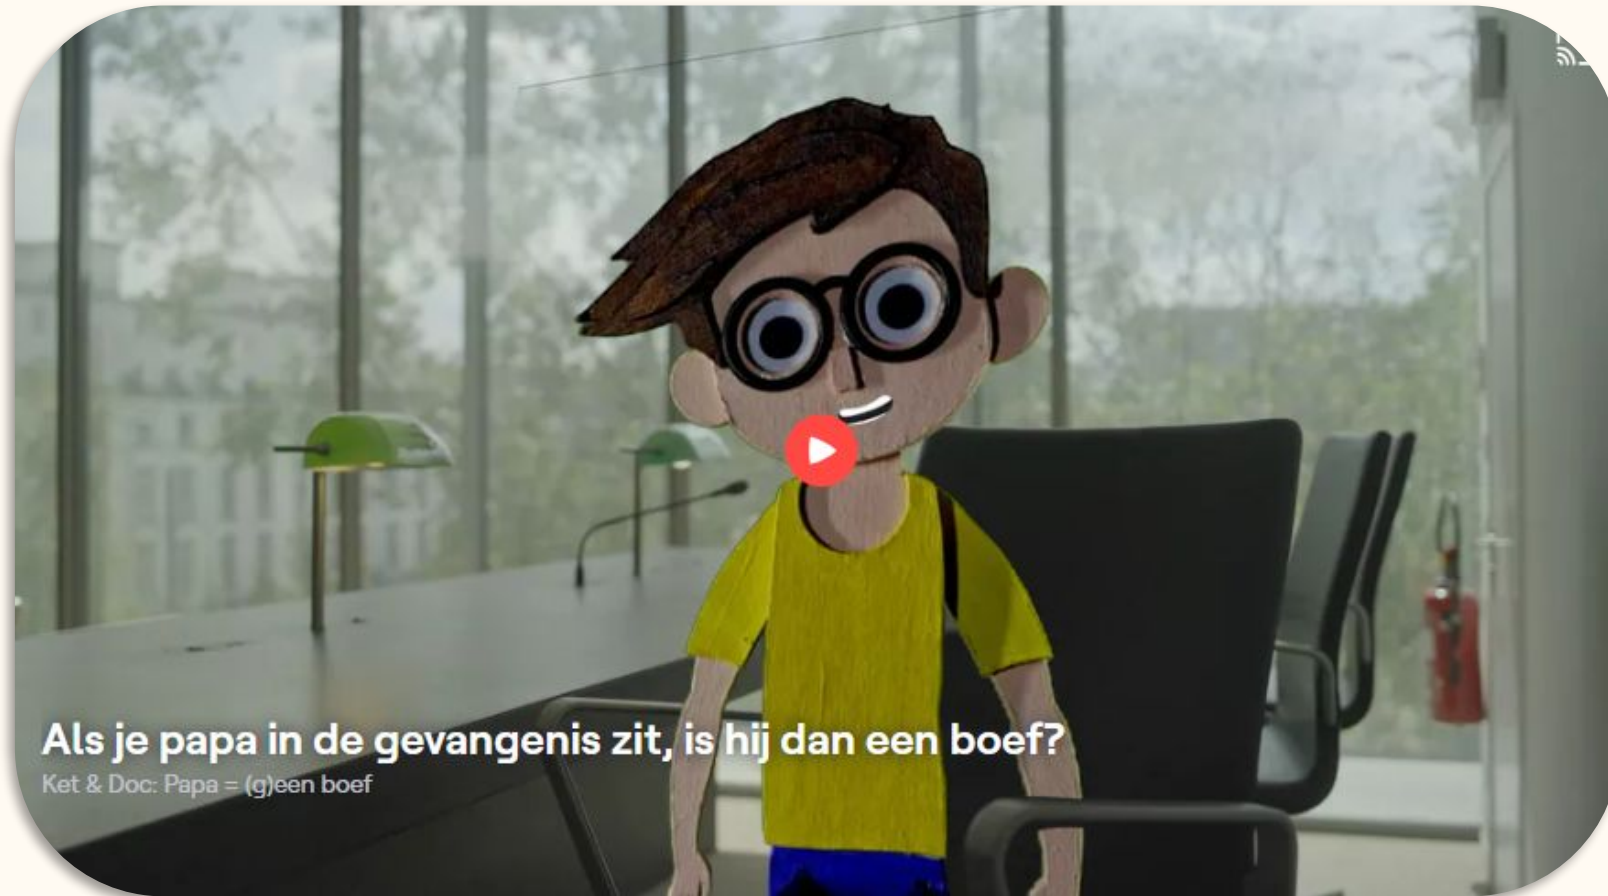 Als je papa in de gevangenis zit, is hij dan een boef?
Ket & Doc: Papa = (g)een boef